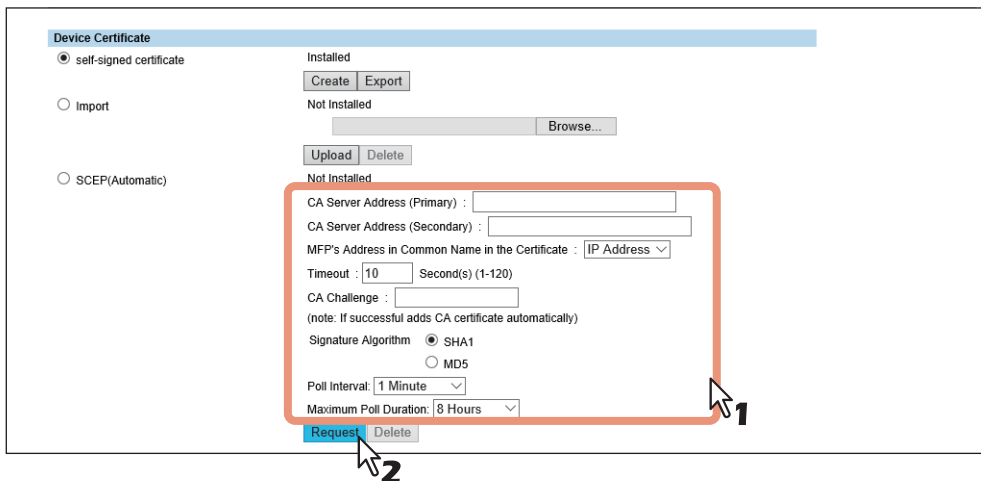 Device Certificate
self-signed certificate Installed
Create Export
Import Not Installed
Browse...
Upload Delete
SCEP(Automatic) Not Installed
CA Server Address (Primary) :
CA Server Address (Secondary) :
MFP's Address in Common Name in the Certificate : IP Address
Timeout : 10 Second(s) (1-120)
CA Challenge :
(note: If successful adds CA certificate automatically)
Signature Algorithm SHA1
MD5
Poll Interval: 1 Minute
Maximum Poll Duration: 8 Hours
1
Request Delete
2